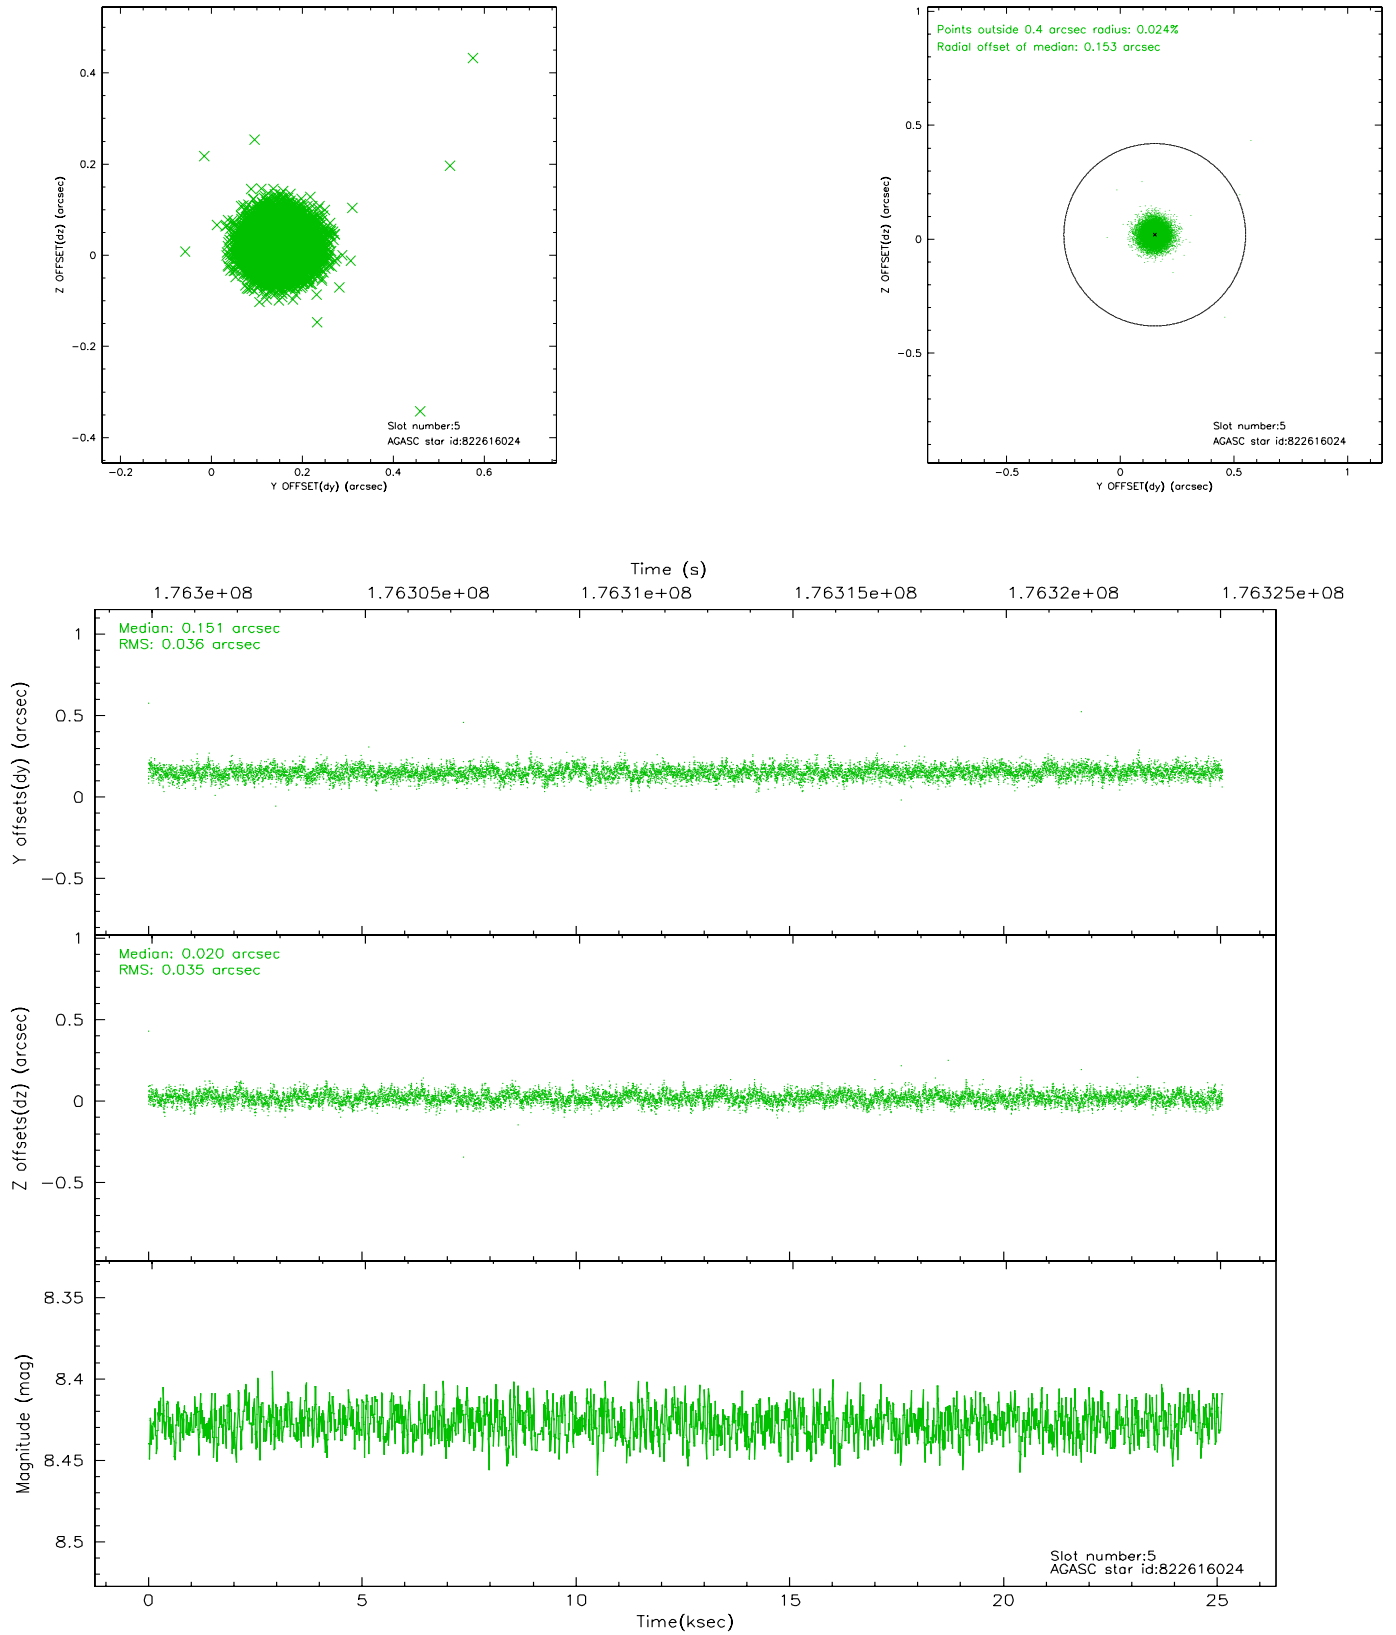 0.4
0.2
0
−0.2
−0.4
Z OFFSET(dz) (arcsec)
Slot number:5
AGASC star id:822616024
−0.2
0
0.2
0.4
0.6
Y OFFSET(dy) (arcsec)
Points outside 0.4 arcsec radius: 0.024%
Radial offset of median: 0.153 arcsec
1
0.5
0
−0.5
Z OFFSET(dz) (arcsec)
Slot number:5
AGASC star id:822616024
−0.5
0
0.5
1
Y OFFSET(dy) (arcsec)
Time (s)
1.763e+08
1.76305e+08
1.7631e+08
1.76315e+08
1.7632e+08
1.76325e+08
Median: 0.151 arcsec
RMS: 0.036 arcsec
1
0.5
0
−0.5
Y offsets(dy) (arcsec)
Median: 0.020 arcsec
RMS: 0.035 arcsec
1
0.5
0
−0.5
Z offsets(dz) (arcsec)
8.35
8.4
8.45
8.5
Magnitude (mag)
Slot number:5
AGASC star id:822616024
0
5
10
15
20
25
Time(ksec)